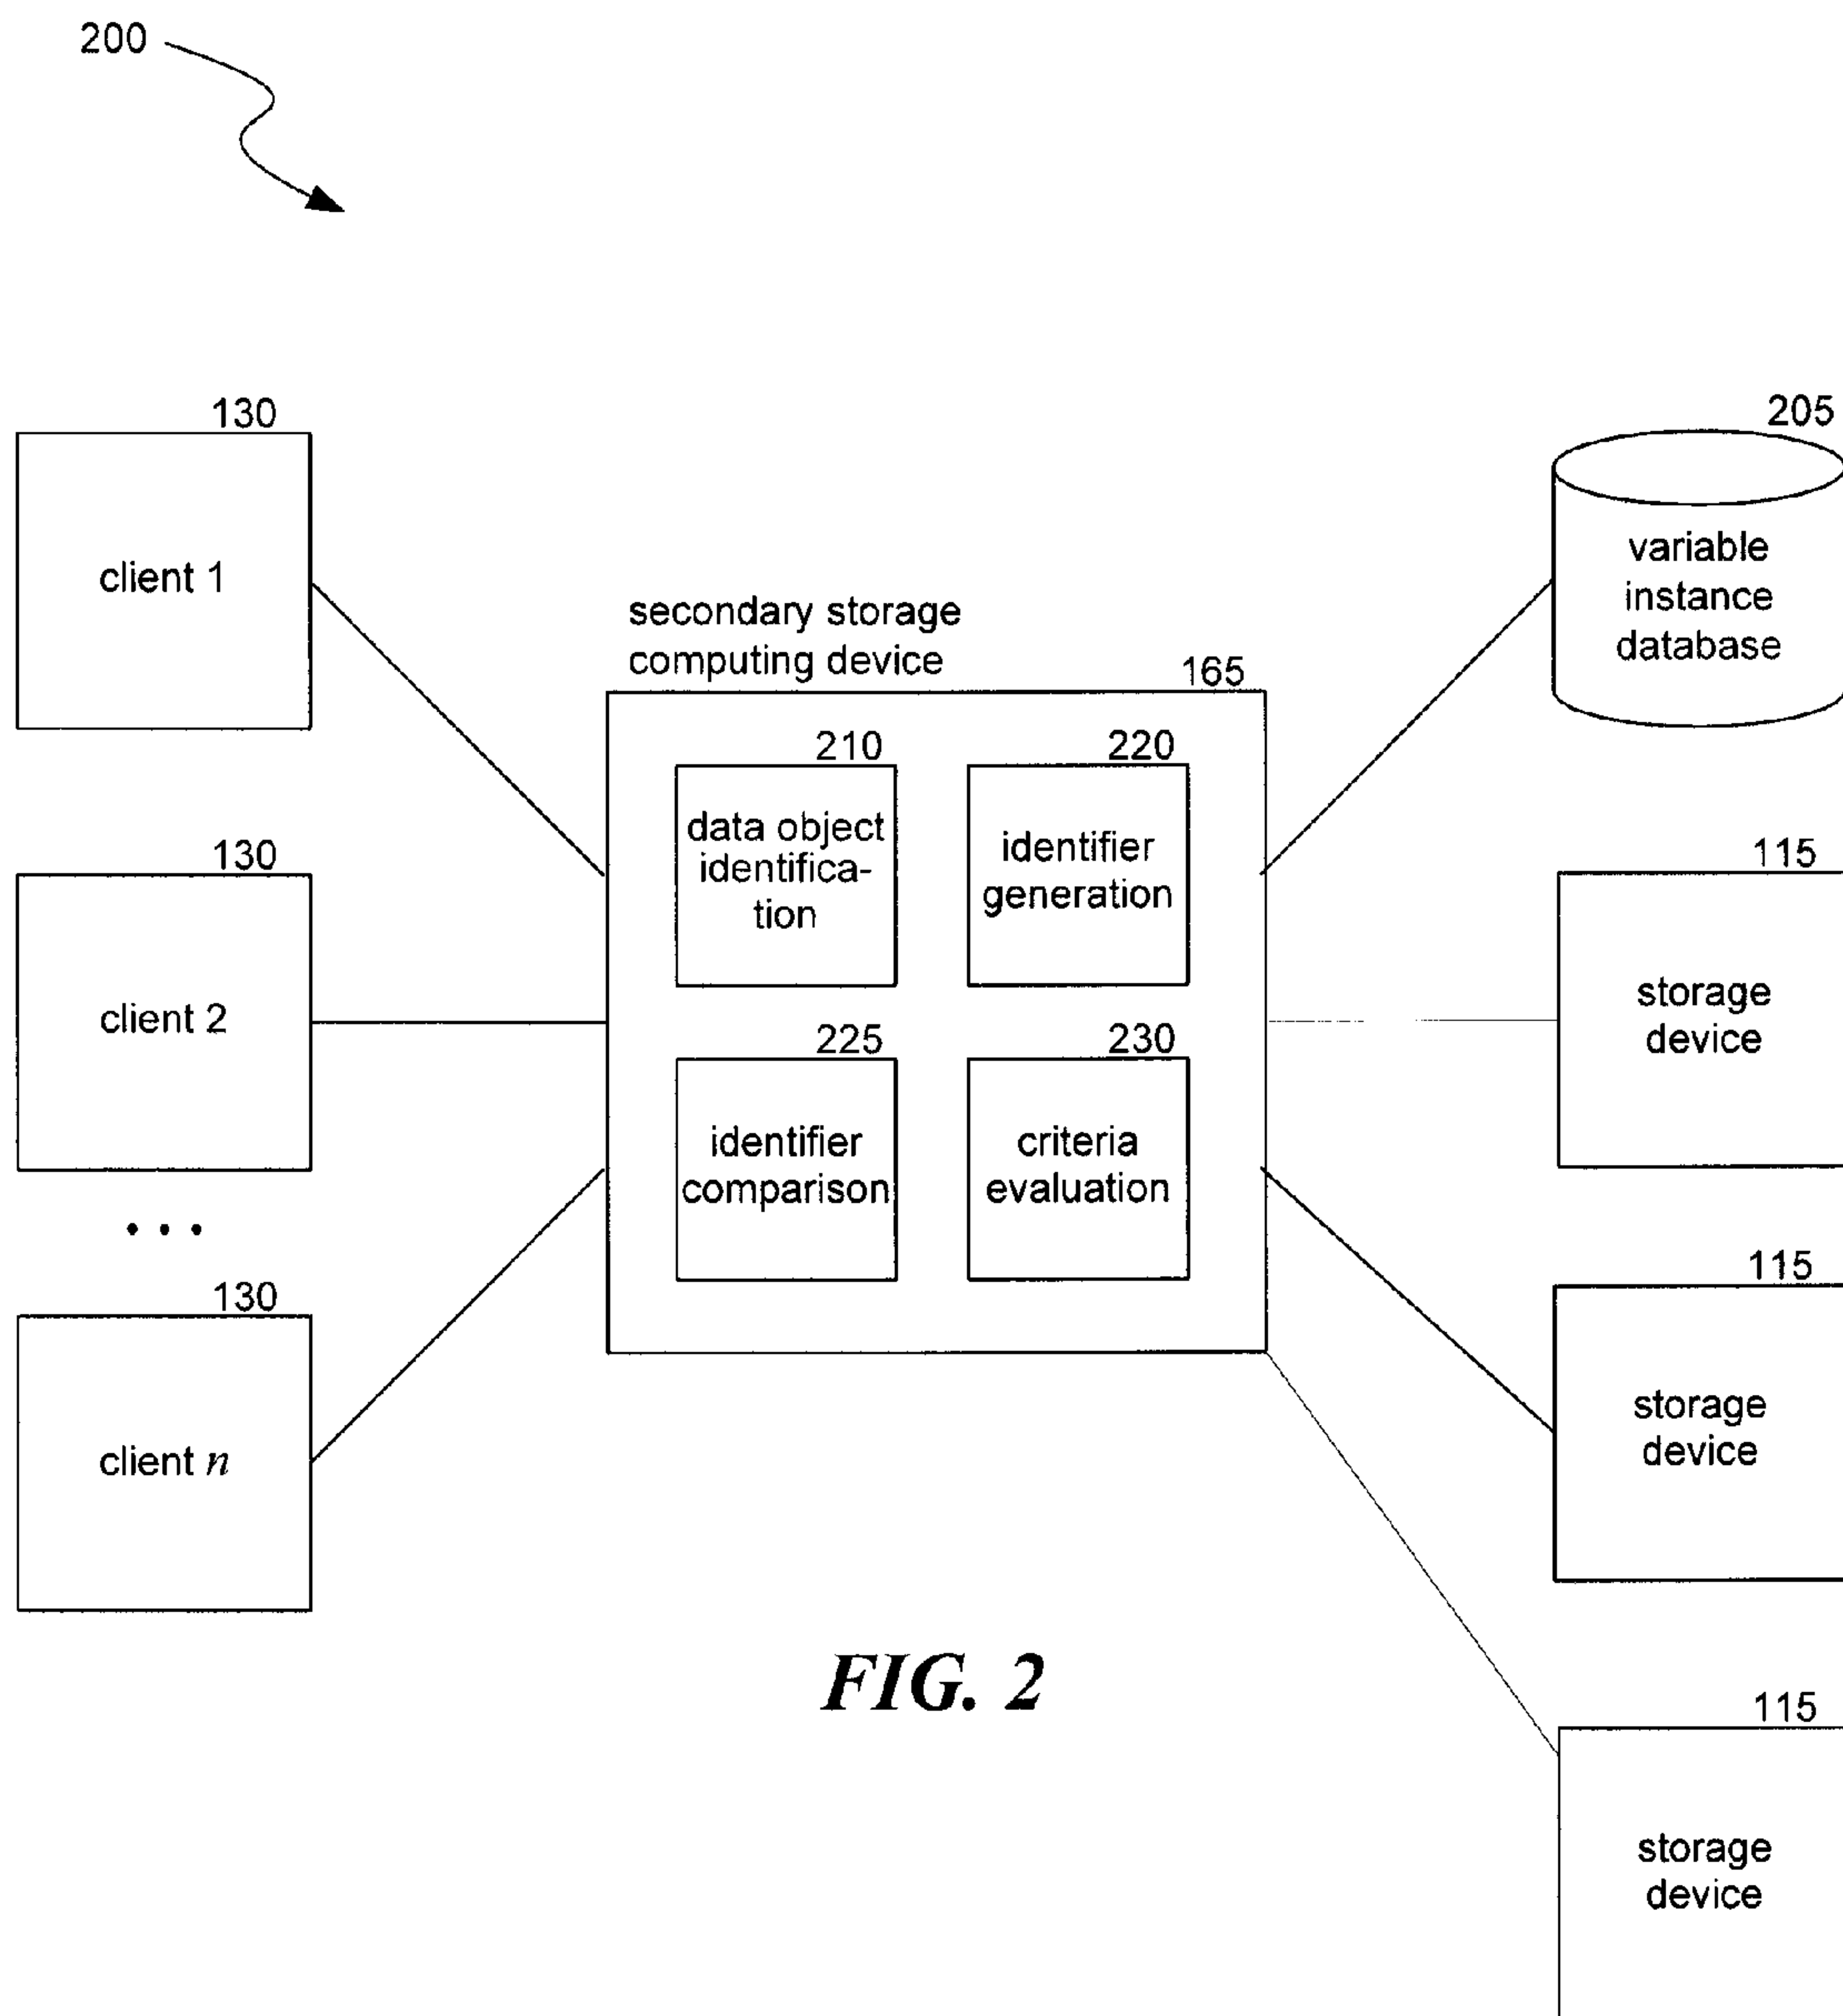 200
130
client 1
130
client 2
• • •
130
client n
secondary storage
computing device
165
210
data object
identifica-
tion
220
identifier
generation
225
identifier
comparison
230
criteria
evaluation
205
variable
instance
database
115
storage
device
115
storage
device
115
storage
device
FIG. 2